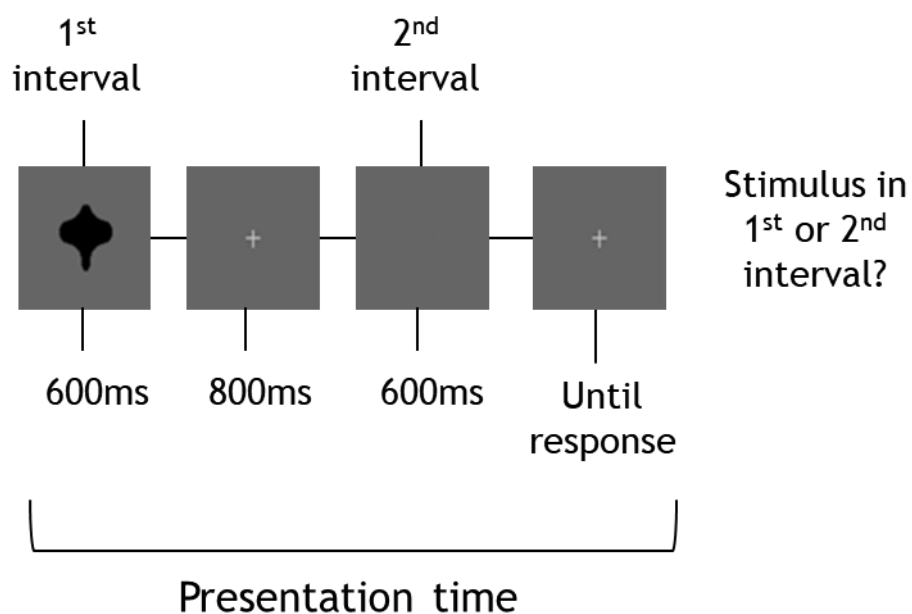 1st
interval
2nd
interval
Stimulus in
1st or 2nd
interval?
600ms
800ms
600ms
Until
response
Presentation time